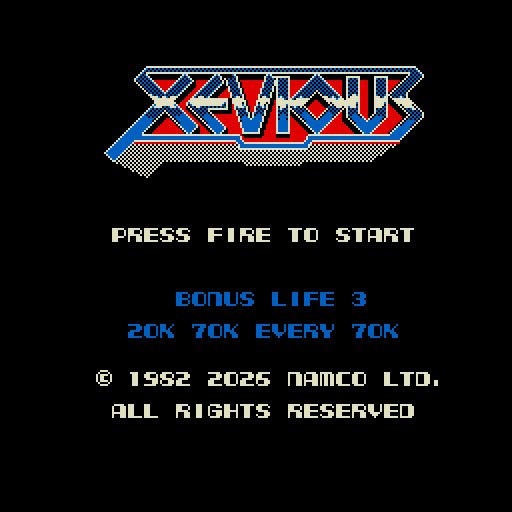 XEVIOUS
PRESS FIRE TO START
BONUS LIFE 3
20K 70K EVERY 70K
© 1982 2026 NAMCO LTD.
ALL RIGHTS RESERVED